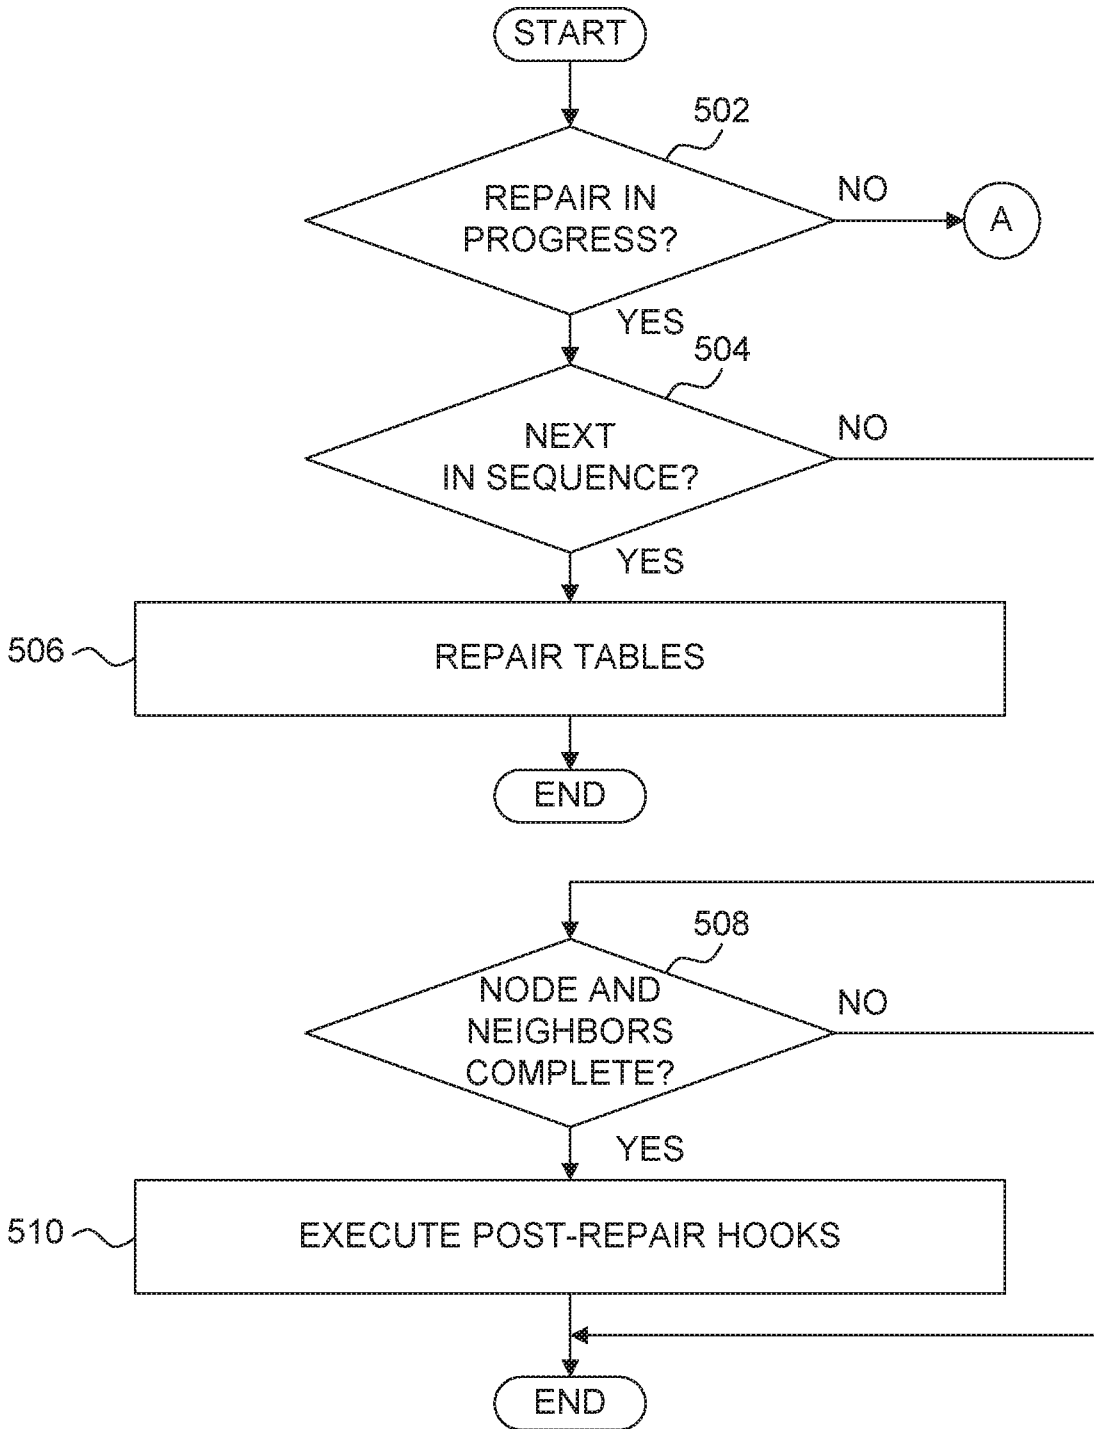 START
502
REPAIR IN
PROGRESS?
NO
A
YES
504
NEXT
IN SEQUENCE?
NO
YES
506
REPAIR TABLES
END
508
NODE AND
NEIGHBORS
COMPLETE?
NO
YES
510
EXECUTE POST-REPAIR HOOKS
END